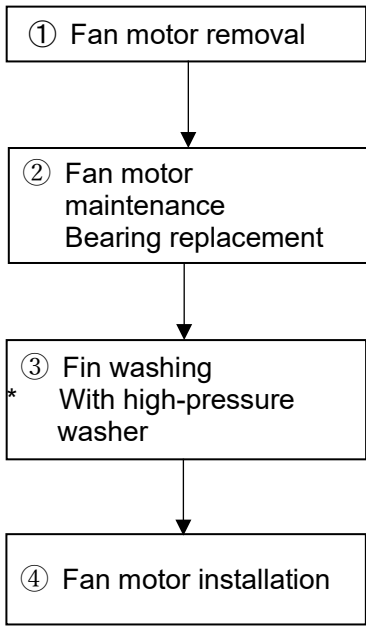 ① Fan motor removal
② Fan motor
maintenance
Bearing replacement
③ Fin washing
* With high-pressure
washer
④ Fan motor installation